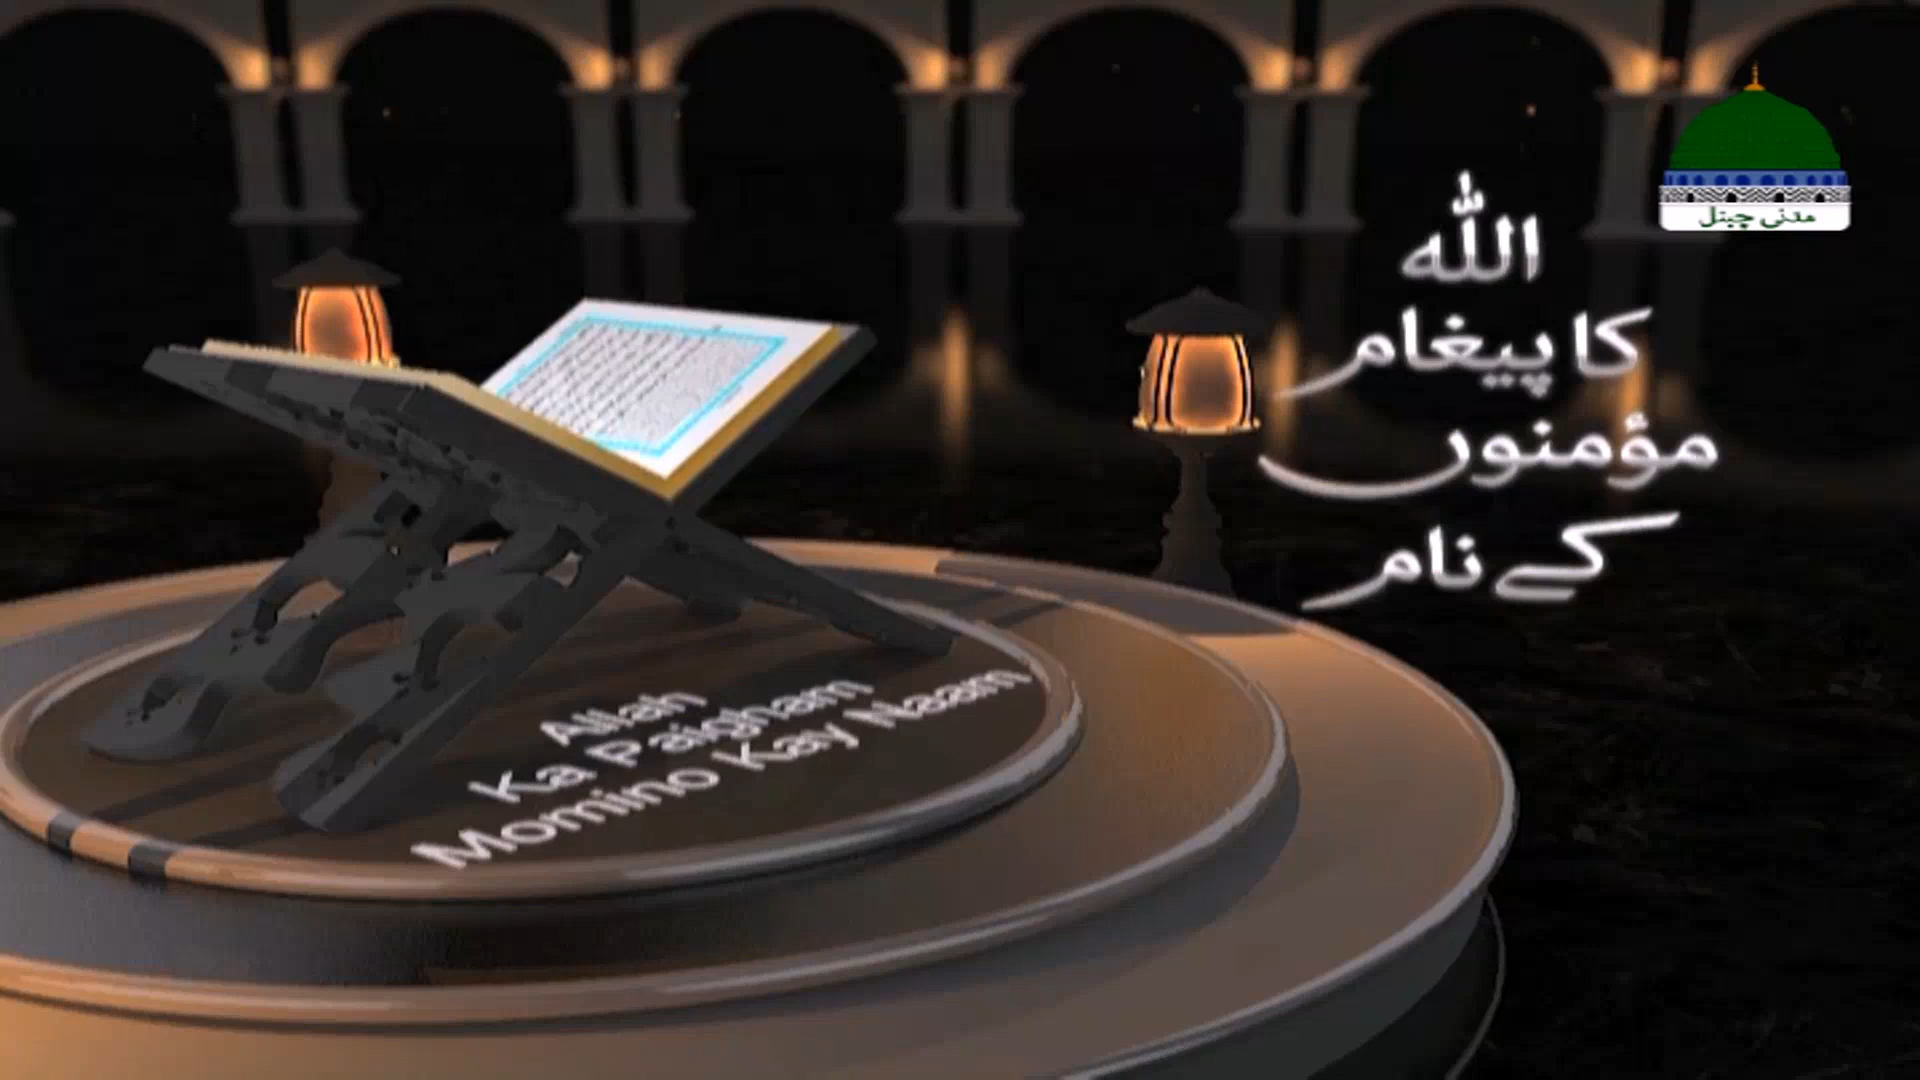 مدنی چینل
اللہ
کا پیغام
مؤمنوں
کے نام
Allah
Ka Paigham
Momino Kay Naam